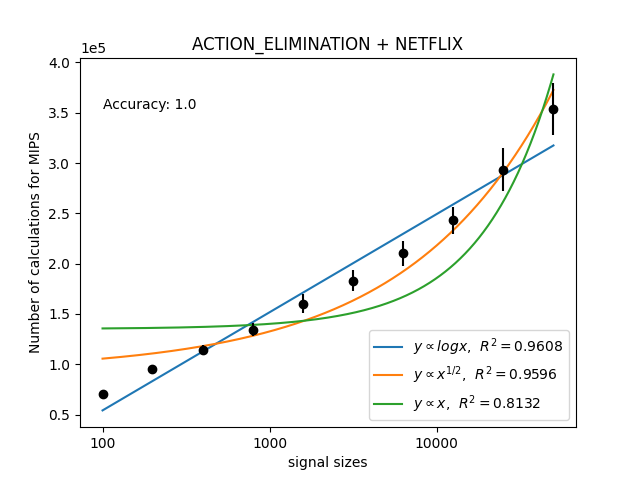 ACTION_ELIMINATION + NETFLIX
1e5
4.0
3.5
3.0
2.5
2.0
1.5
1.0
0.5
Number of calculations for MIPS
Accuracy: 1.0
y ∝ logx, R² = 0.9608
y ∝ x^{1/2}, R² = 0.9596
y ∝ x, R² = 0.8132
100 1000 10000
signal sizes